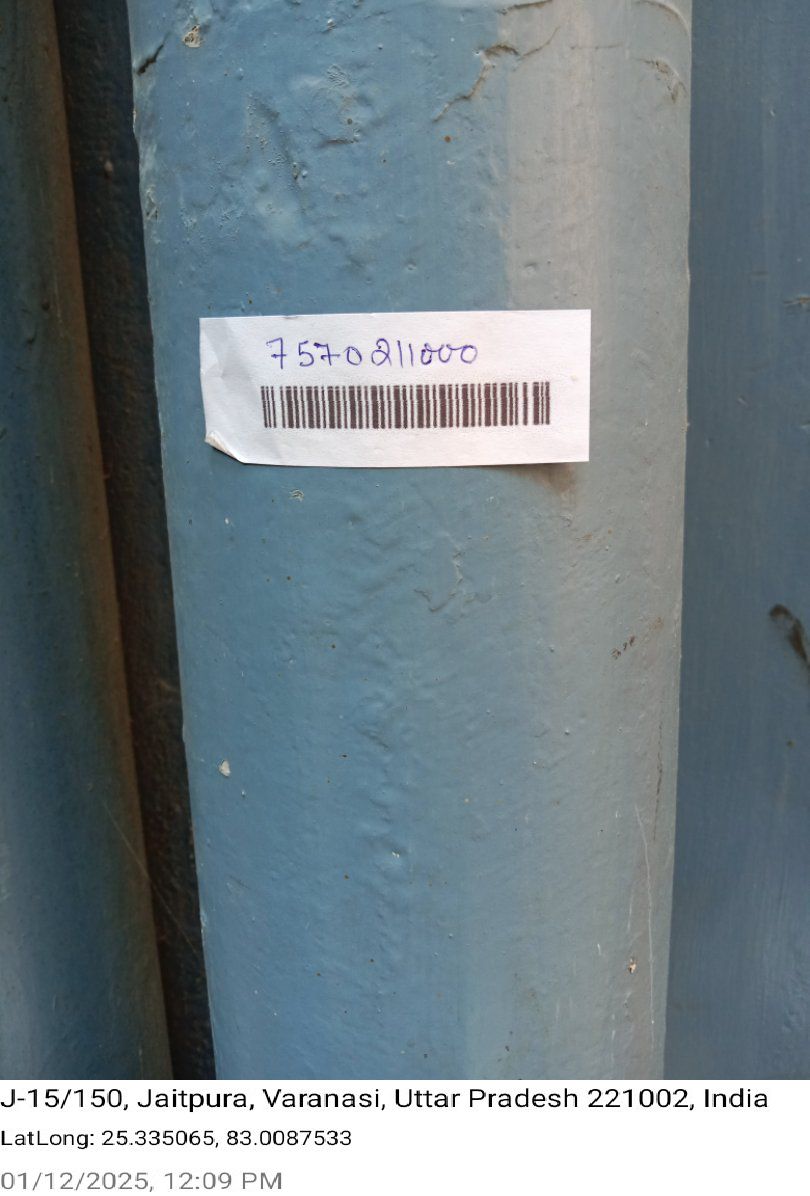 7570211000
J-15/150, Jaitpura, Varanasi, Uttar Pradesh 221002, India
LatLong: 25.335065, 83.0087533
01/12/2025, 12:09 PM